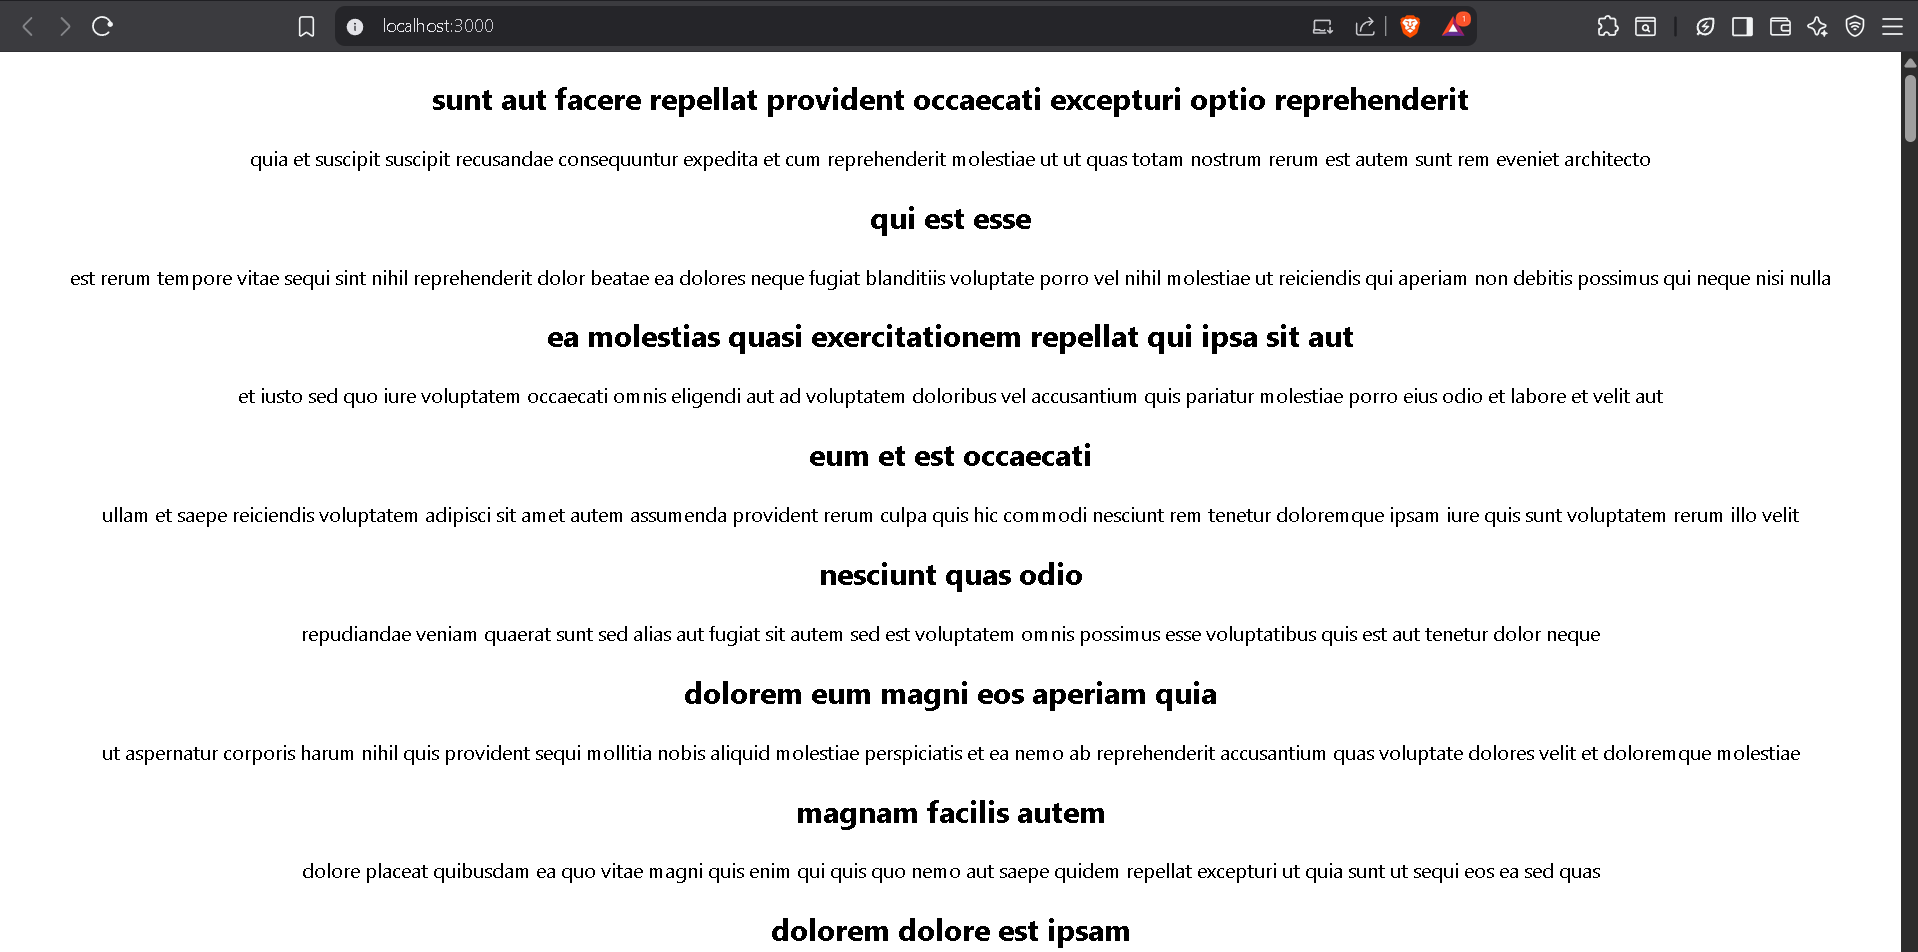 localhost:3000
1
sunt aut facere repellat provident occaecati excepturi optio reprehenderit
quia et suscipit suscipit recusandae consequuntur expedita et cum reprehenderit molestiae ut ut quas totam nostrum rerum est autem sunt rem eveniet architecto
qui est esse
est rerum tempore vitae sequi sint nihil reprehenderit dolor beatae ea dolores neque fugiat blanditiis voluptate porro vel nihil molestiae ut reiciendis qui aperiam non debitis possimus qui neque nisi nulla
ea molestias quasi exercitationem repellat qui ipsa sit aut
et iusto sed quo iure voluptatem occaecati omnis eligendi aut ad voluptatem doloribus vel accusantium quis pariatur molestiae porro eius odio et labore et velit aut
eum et est occaecati
ullam et saepe reiciendis voluptatem adipisci sit amet autem assumenda provident rerum culpa quis hic commodi nesciunt rem tenetur doloremque ipsam iure quis sunt voluptatem rerum illo velit
nesciunt quas odio
repudiandae veniam quaerat sunt sed alias aut fugiat sit autem sed est voluptatem omnis possimus esse voluptatibus quis est aut tenetur dolor neque
dolorem eum magni eos aperiam quia
ut aspernatur corporis harum nihil quis provident sequi mollitia nobis aliquid molestiae perspiciatis et ea nemo ab reprehenderit accusantium quas voluptate dolores velit et doloremque molestiae
magnam facilis autem
dolore placeat quibusdam ea quo vitae magni quis enim qui quis quo nemo aut saepe quidem repellat excepturi ut quia sunt ut sequi eos ea sed quas
dolorem dolore est ipsam